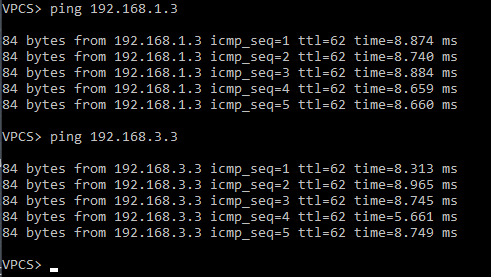 VPCS> ping 192.168.1.3
84 bytes from 192.168.1.3 icmp_seq=1 ttl=62 time=8.874 ms
84 bytes from 192.168.1.3 icmp_seq=2 ttl=62 time=8.740 ms
84 bytes from 192.168.1.3 icmp_seq=3 ttl=62 time=8.884 ms
84 bytes from 192.168.1.3 icmp_seq=4 ttl=62 time=8.659 ms
84 bytes from 192.168.1.3 icmp_seq=5 ttl=62 time=8.660 ms
VPCS> ping 192.168.3.3
84 bytes from 192.168.3.3 icmp_seq=1 ttl=62 time=8.313 ms
84 bytes from 192.168.3.3 icmp_seq=2 ttl=62 time=8.965 ms
84 bytes from 192.168.3.3 icmp_seq=3 ttl=62 time=8.745 ms
84 bytes from 192.168.3.3 icmp_seq=4 ttl=62 time=5.661 ms
84 bytes from 192.168.3.3 icmp_seq=5 ttl=62 time=8.749 ms
VPCS>